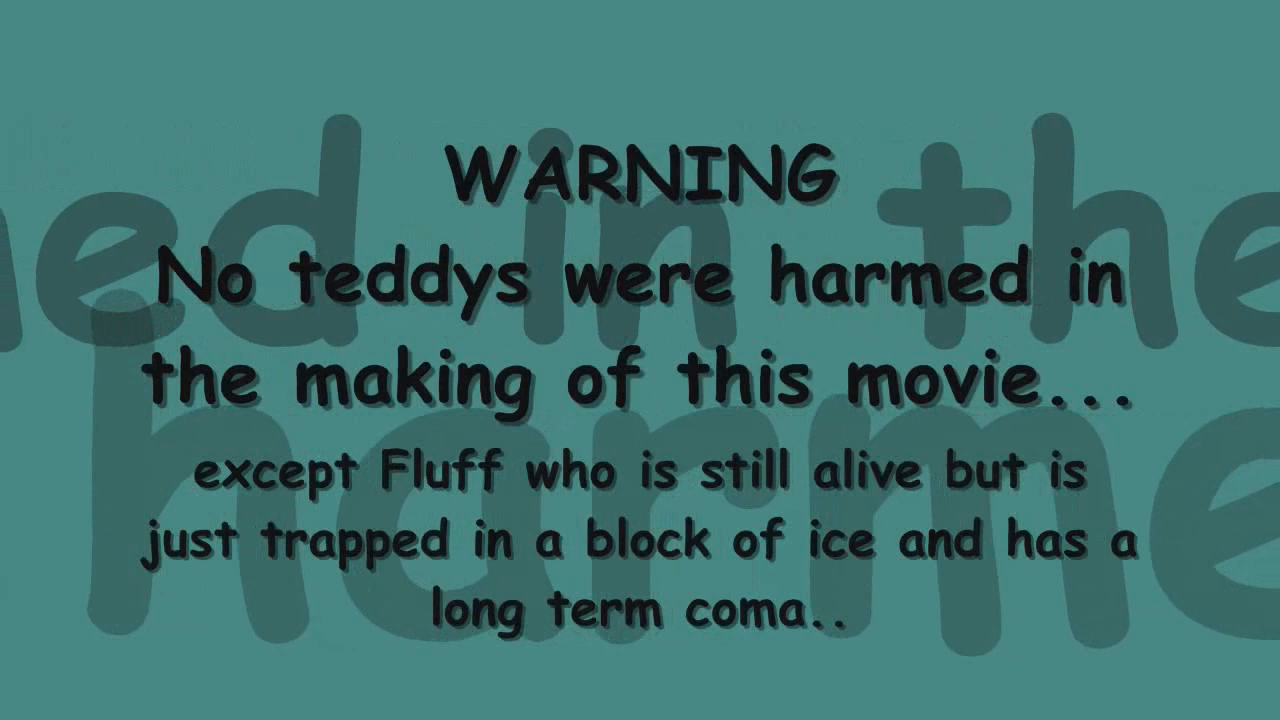 WARNING
No teddys were harmed in
the making of this movie...
except Fluff who is still alive but is
just trapped in a block of ice and has a
long term coma..